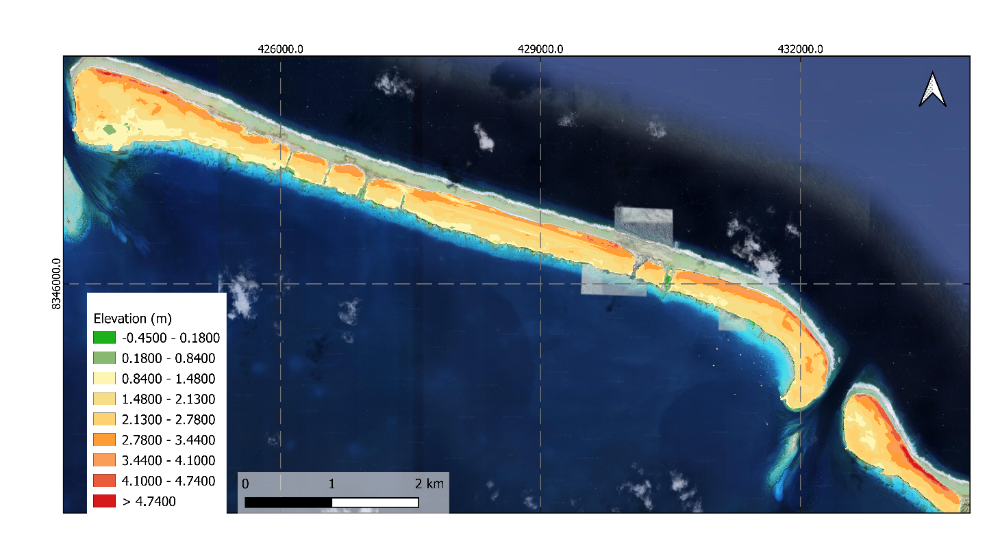 426000.0 429000.0 432000.0
8346000.0
Elevation (m)
-0.4500 - 0.1800
0.1800 - 0.8400
0.8400 - 1.4800
1.4800 - 2.1300
2.1300 - 2.7800
2.7800 - 3.4400
3.4400 - 4.1000
4.1000 - 4.7400
> 4.7400
0 1 2 km